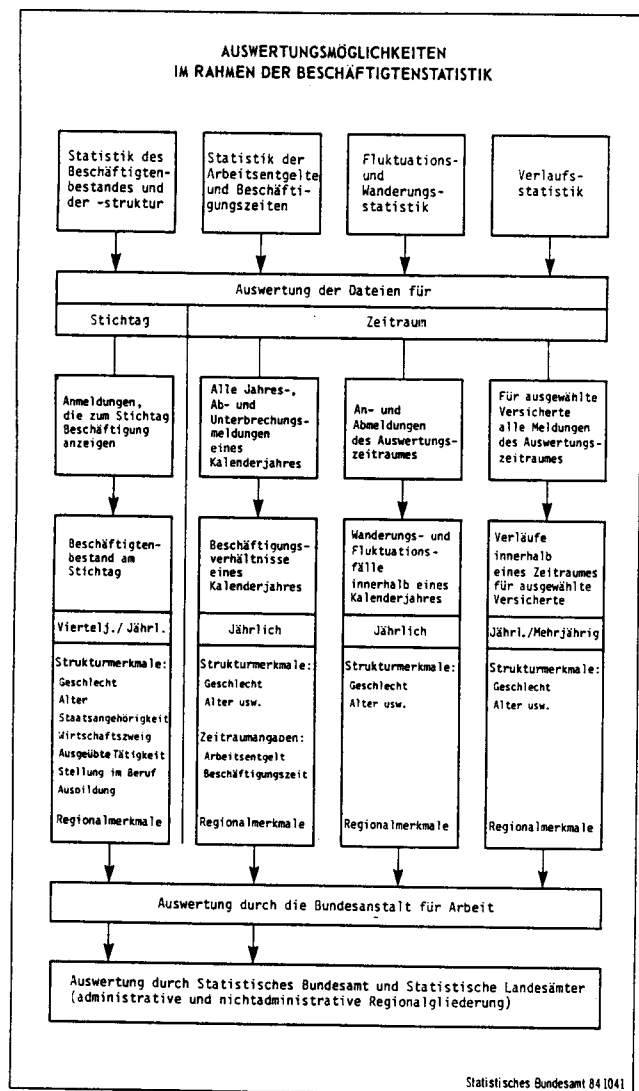 AUSWERTUNGSMÖGLICHKEITEN
IM RAHMEN DER BESCHÄFTIGTENSTATISTIK
Statistik des
Beschäftigten-
bestandes und
der -struktur
Statistik der
Arbeitsentgelte
und Beschäfti-
gungszeiten
Fluktuations-
und
Wanderungs-
statistik
Verlaufs-
statistik
Auswertung der Dateien für
Stichtag
Zeitraum
Anmeldungen,
die zum Stichtag
Beschäftigung
anzeigen
Alle Jahres-,
Ab- und
Unterbrechungs-
meldungen
eines
Kalenderjahres
An- und
Abmeldungen
des Auswertungs-
zeitraumes
Für ausgewählte
Versicherte
alle Meldungen
des Auswertungs-
zeitraumes
Beschäftigten-
bestand am
Stichtag
Beschäftigungs-
verhältnisse
eines
Kalenderjahres
Wanderungs- und
Fluktuations-
fälle
innerhalb eines
Kalenderjahres
Verläufe
innerhalb
eines Zeitraumes
für ausgewählte
Versicherte
Viertelj./Jährl.
Jährlich
Jährlich
Jährl./Mehrjährig
Strukturmerkmale:
Geschlecht
Alter
Staatsangehörigkeit
Wirtschaftszweig
Ausgeübte Tätigkeit
Stellung im Beruf
Ausbildung
Regionalmerkmale
Strukturmerkmale:
Geschlecht
Alter usw.
Zeitraumangaben:
Arbeitsentgelt
Beschäftigungszeit
Regionalmerkmale
Strukturmerkmale:
Geschlecht
Alter usw.
Regionalmerkmale
Strukturmerkmale:
Geschlecht
Alter usw.
Regionalmerkmale
Auswertung durch die Bundesanstalt für Arbeit
Auswertung durch Statistisches Bundesamt und Statistische Landesämter
(administrative und nichtadministrative Regionalgliederung)
Statistisches Bundesamt 84 1041